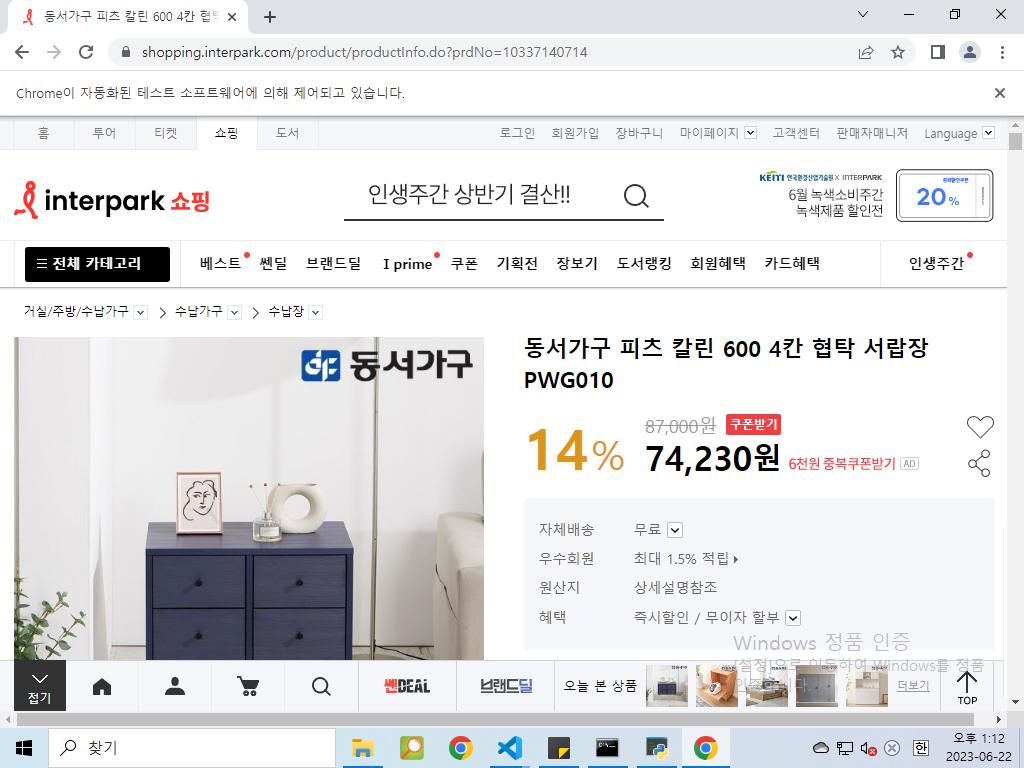 동서가구 피츠 칼린 600 4칸 협탁
shopping.interpark.com/product/productInfo.do?prdNo=10337140714
Chrome이 자동화된 테스트 소프트웨어에 의해 제어되고 있습니다.
홈 투어 티켓 쇼핑 도서 로그인 회원가입 장바구니 마이페이지 고객센터 판매자매니저 Language
interpark 쇼핑
인생주간 상반기 결산!!
KEITI 한국환경산업기술원 X INTERPARK
6월 녹색소비주간
녹색제품 할인전
중복할인쿠폰
20%
전체 카테고리 베스트 쎈딜 브랜드딜 I prime 쿠폰 기획전 장보기 도서랭킹 회원혜택 카드혜택 인생주간
거실/주방/수납가구 수납가구 수납장
동서가구
동서가구 피츠 칼린 600 4칸 협탁 서랍장
PWG010
14%
87,000원 쿠폰받기
74,230원 6천원 중복쿠폰받기 AD
자체배송 무료
우수회원 최대 1.5% 적립
원산지 상세설명참조
혜택 즉시할인 / 무이자 할부
Windows 정품 인증
[설정]으로 이동하여 Windows를 정품
인증합니다.
접기 쎈DEAL 브랜드딜 오늘 본 상품 더보기 TOP
찾기
오후 1:12
2023-06-22
한